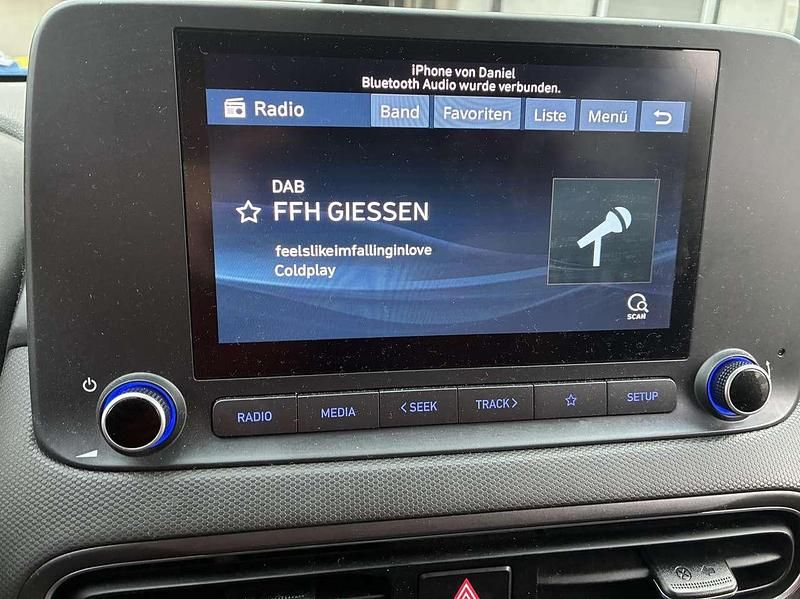 iPhone von Daniel
Bluetooth Audio wurde verbunden.
Radio Band Favoriten Liste Menü
DAB
FFH GIESSEN
feelslikeimfallinginlove
Coldplay
SCAN
RADIO MEDIA < SEEK TRACK > SETUP